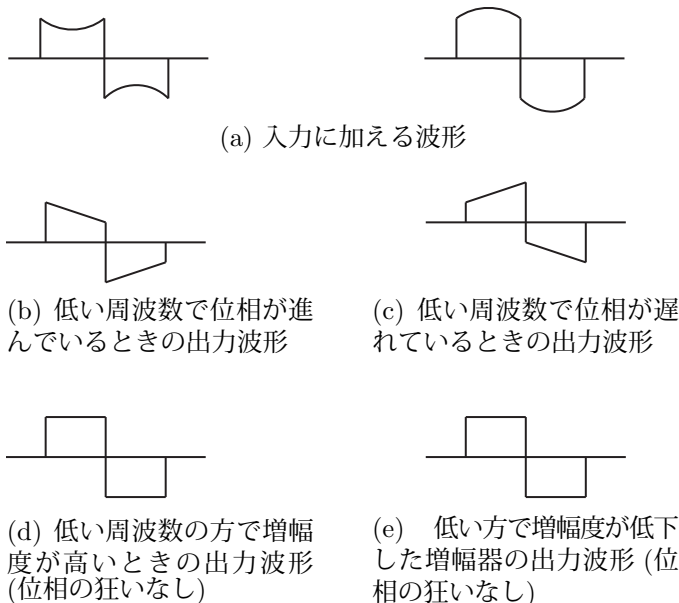 (a) 入力に加える波形
(b) 低い周波数で位相が進
んでいるときの出力波形
(c) 低い周波数で位相が遅
れているときの出力波形
(d) 低い周波数の方で増幅
度が高いときの出力波形
(位相の狂いなし)
(e) 低い方で増幅度が低下
した増幅器の出力波形 (位
相の狂いなし)